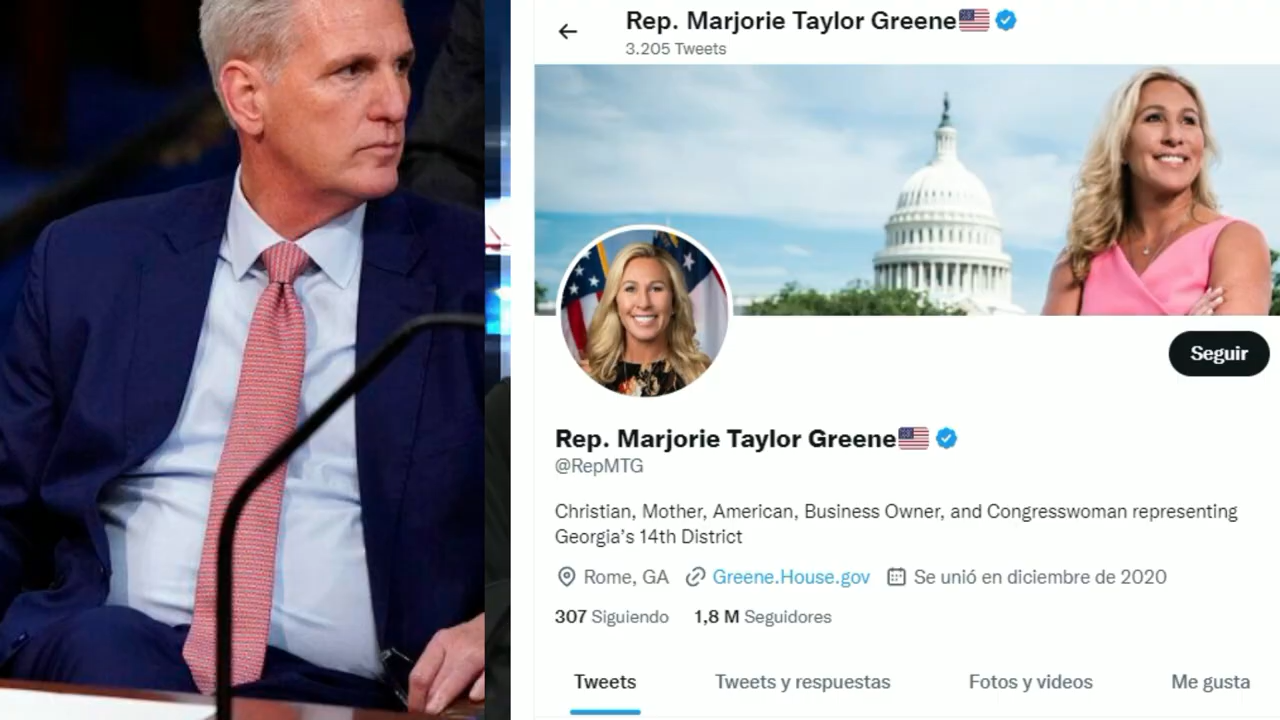 Rep. Marjorie Taylor Greene🇺🇸
3.205 Tweets
Seguir
Rep. Marjorie Taylor Greene🇺🇸
@RepMTG
Christian, Mother, American, Business Owner, and Congresswoman representing
Georgia's 14th District
Rome, GA Greene.House.gov Se unió en diciembre de 2020
307 Siguiendo 1,8 M Seguidores
Tweets Tweets y respuestas Fotos y videos Me gusta